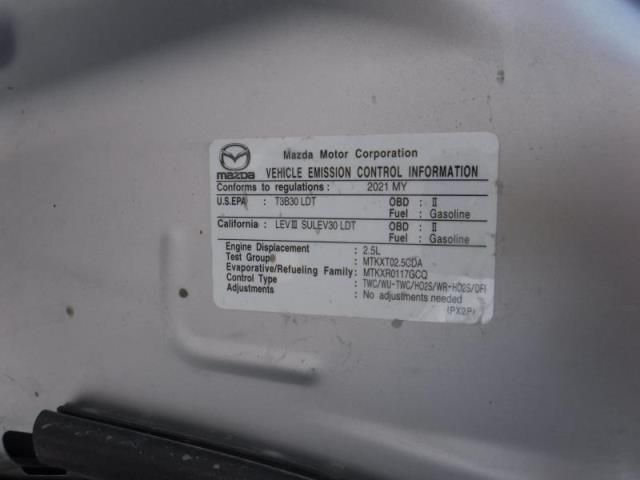 mazda
Mazda Motor Corporation
VEHICLE EMISSION CONTROL INFORMATION
Conforms to regulations : 2021 MY
U.S.EPA : T3B30 LDT OBD : II
Fuel : Gasoline
California : LEVIII SULEV30 LDT OBD : II
Fuel : Gasoline
Engine Displacement : 2.5L
Test Group : MTKXT02.5CDA
Evaporative/Refueling Family: MTKXR0117GCQ
Control Type : TWC/WU-TWC/HO2S/WR-HO2S/DFI
Adjustments : No adjustments needed
(PX2P)